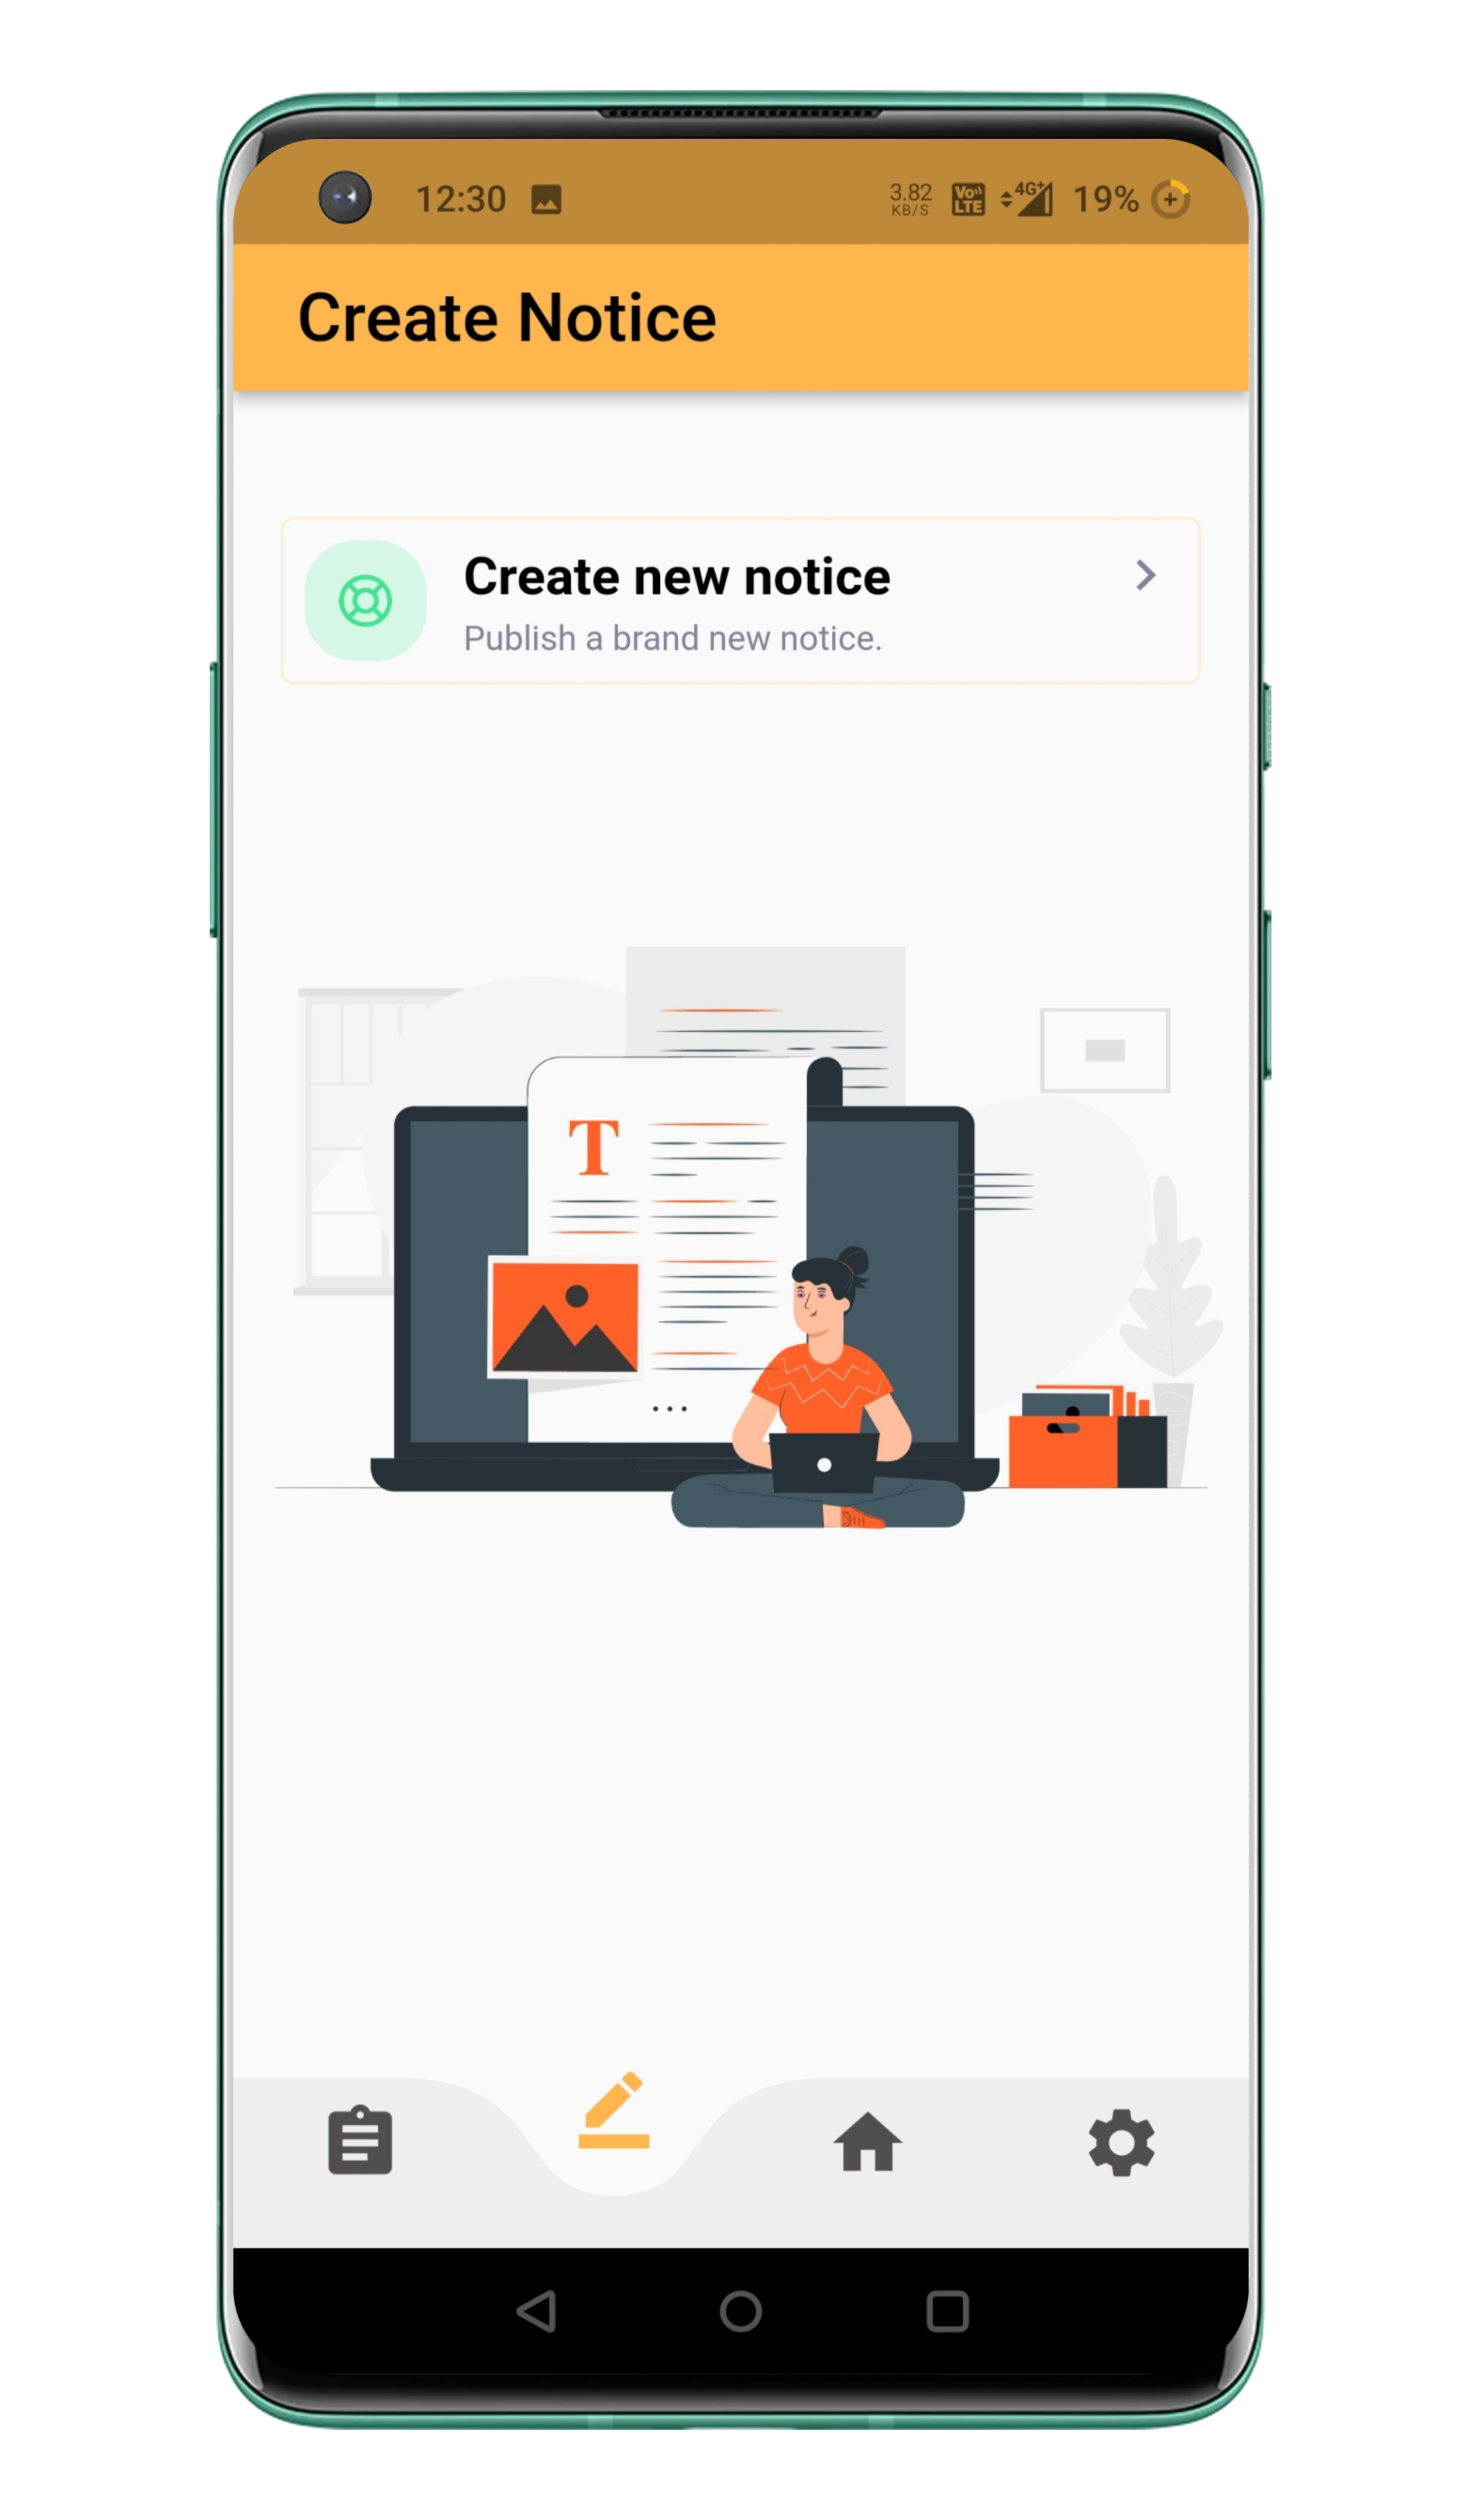 12:30 3.82 KB/S Vo)) LTE 4G+ 19%
Create Notice
Create new notice
Publish a brand new notice.
T